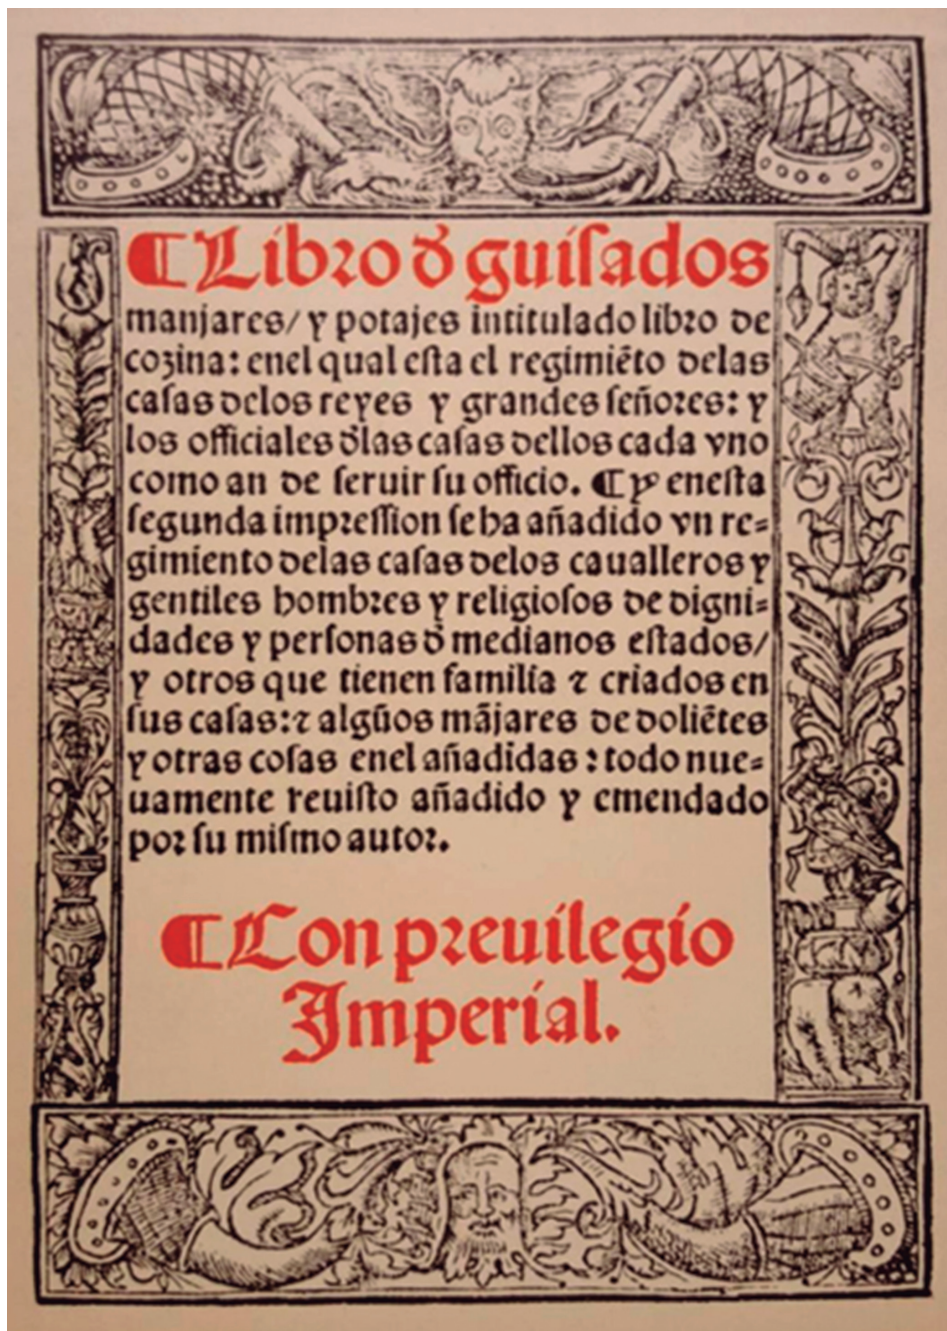 ¶Libro ð guiſados
manjares/ y potajes intitulado libro de
cozina: enel qual eſta el regimiẽto delas
caſas delos reyes y grandes ſeñores: y
los officiales ðlas caſas dellos cada vno
como an de ſeruir ſu officio. ¶Y eneſta
ſegunda impreſſion ſe ha añadido vn re=
gimiento delas caſas delos caualleros y
gentiles hombres y religioſos de digni=
dades y perſonas ð medianos eſtados/
y otros que tienen familia ⁊ criados en
ſus caſas:⁊ algũos mãjares de doliẽtes
y otras coſas enel añadidas : todo nue=
uamente reuiſto añadido y emendado
por ſu miſmo autor.
¶Con preuilegio
Imperial.